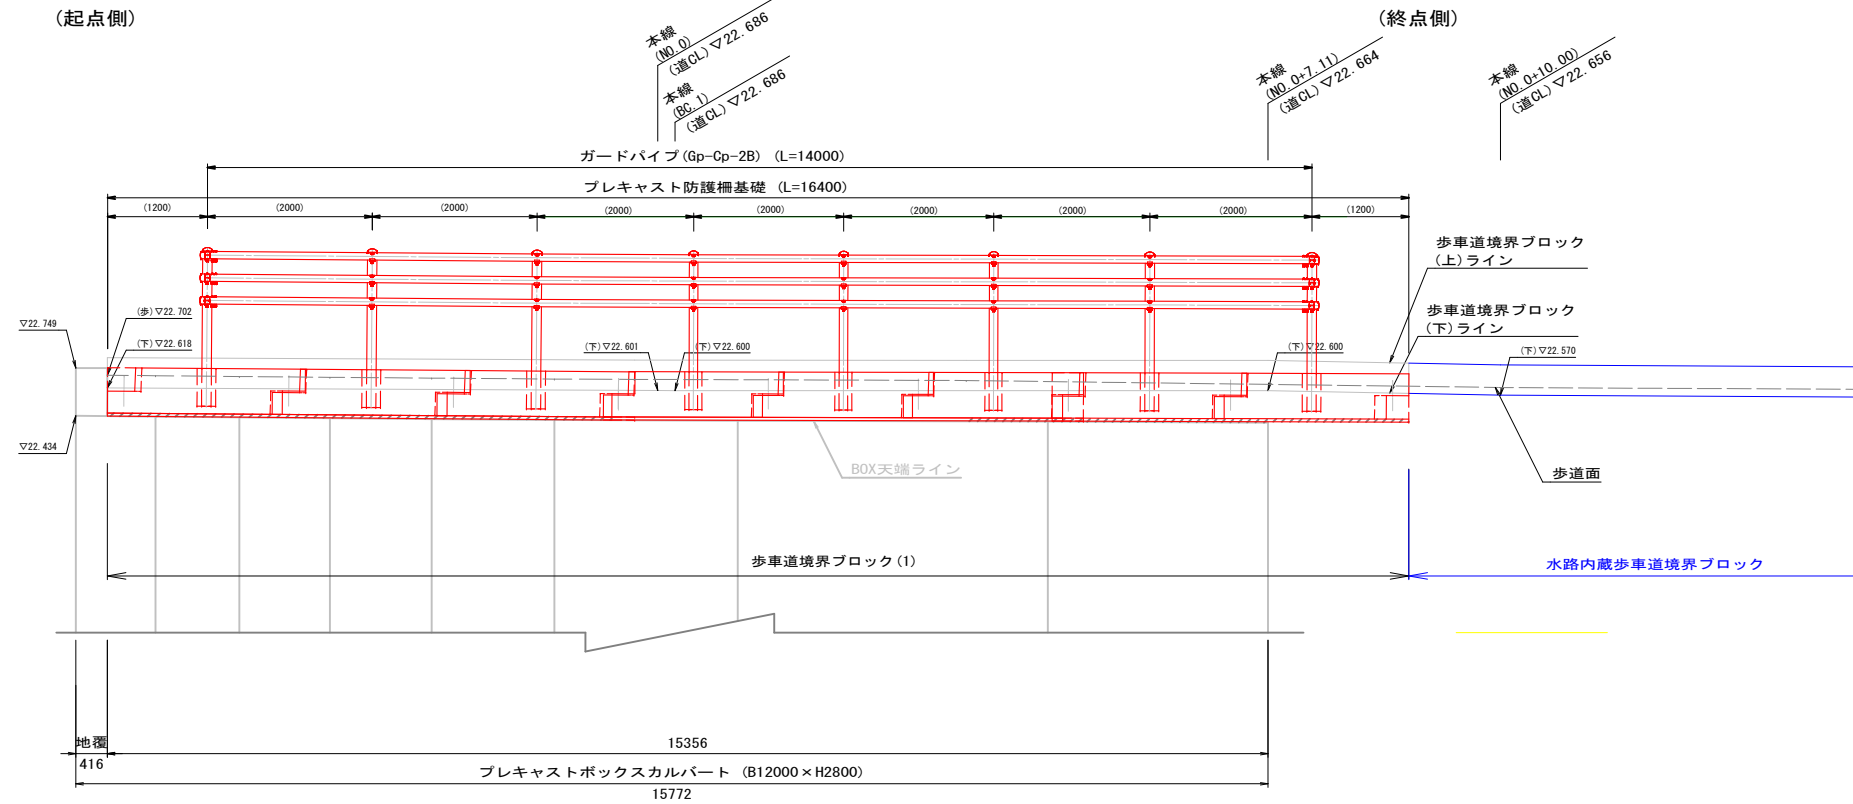 (起点側)
(終点側)
本線
(NO.0)
(道CL)▽22.686
本線
(BC.1)
(道CL)▽22.686
本線
(NO.0+7.11)
(道CL)▽22.664
本線
(NO.0+10.00)
(道CL)▽22.656
ガードパイプ(Gp-Cp-2B) (L=14000)
プレキャスト防護柵基礎 (L=16400)
(1200)
(2000)
(2000)
(2000)
(2000)
(2000)
(2000)
(2000)
(1200)
歩車道境界ブロック
(上)ライン
歩車道境界ブロック
(下)ライン
▽22.749
(歩)▽22.702
(下)▽22.618
(下)▽22.601
(下)▽22.600
(下)▽22.600
(下)▽22.570
▽22.434
BOX天端ライン
歩道面
歩車道境界ブロック(1)
水路内蔵歩車道境界ブロック
地覆
416
15356
プレキャストボックスカルバート (B12000×H2800)
15772